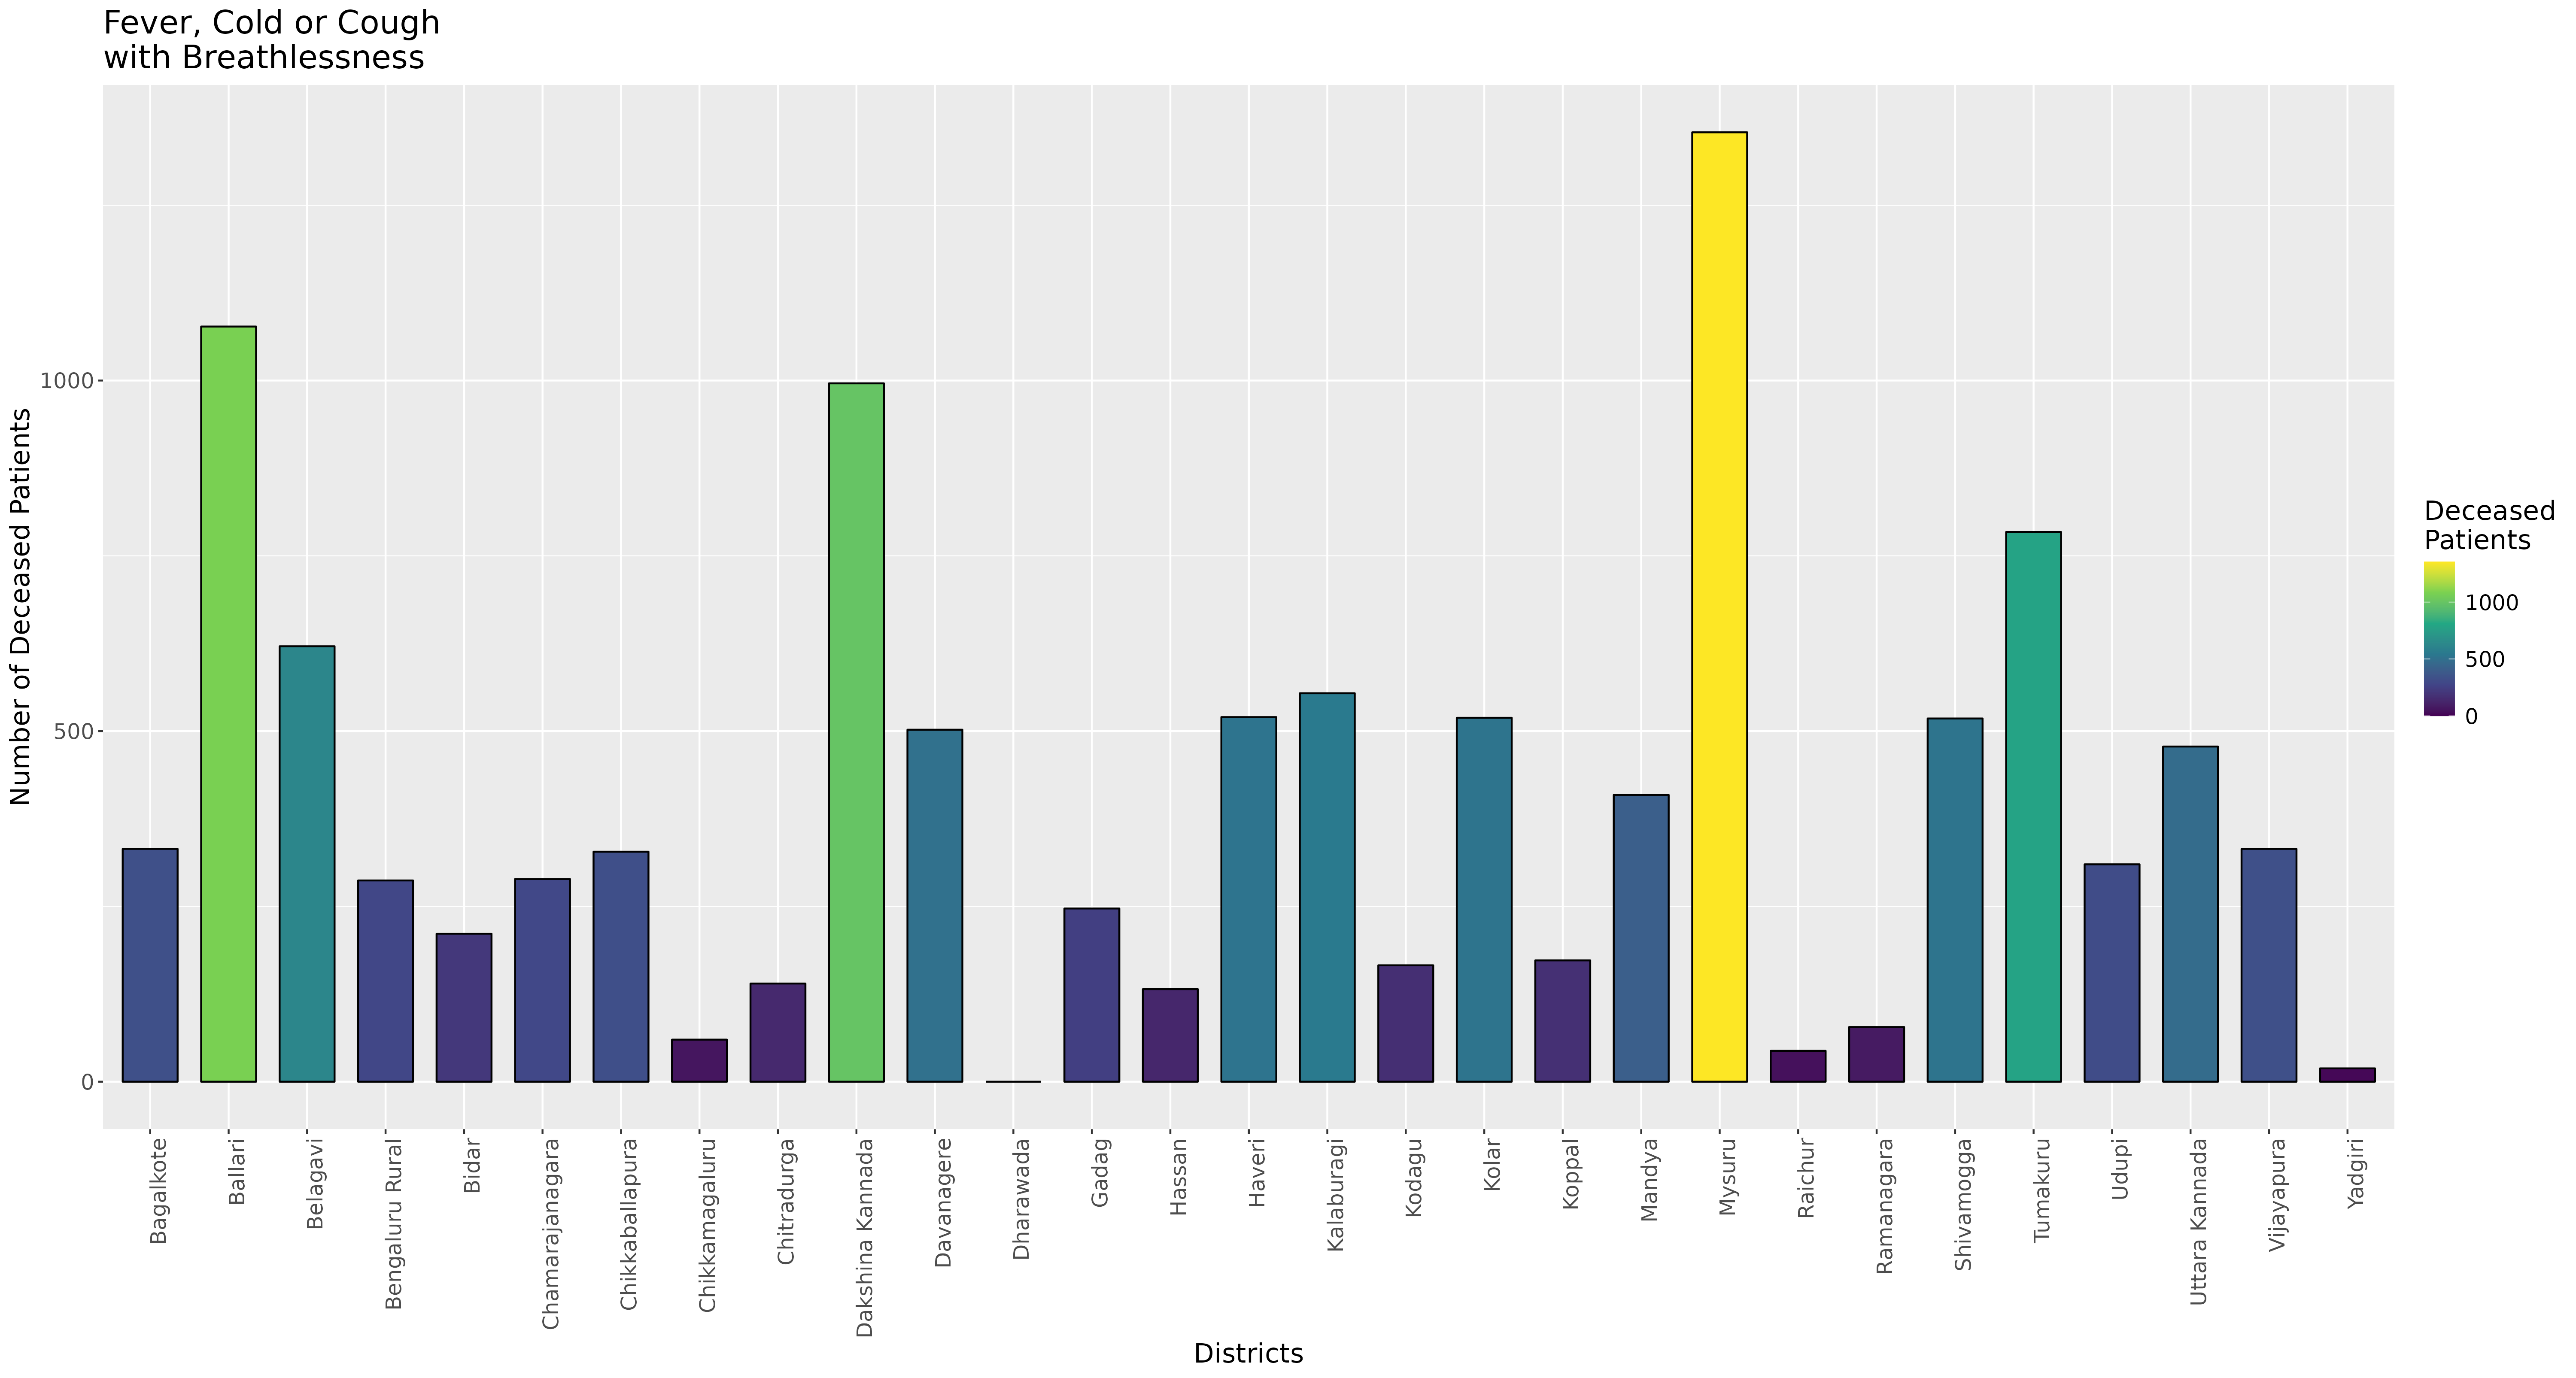 Fever, Cold or Cough
with Breathlessness
Number of Deceased Patients
1000
500
0
Bagalkote
Ballari
Belagavi
Bengaluru Rural
Bidar
Chamarajanagara
Chikkaballapura
Chikkamagaluru
Chitradurga
Dakshina Kannada
Davanagere
Dharawada
Gadag
Hassan
Haveri
Kalaburagi
Kodagu
Kolar
Koppal
Mandya
Mysuru
Raichur
Ramanagara
Shivamogga
Tumakuru
Udupi
Uttara Kannada
Vijayapura
Yadgiri
Districts
Deceased
Patients
1000
500
0